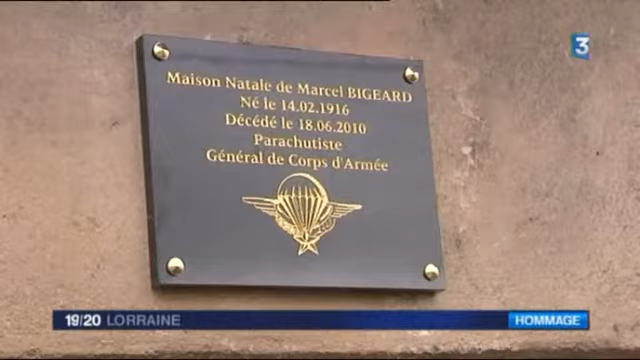 3
Maison Natale de Marcel BIGEARD
Né le 14.02.1916
Décédé le 18.06.2010
Parachutiste
Général de Corps d'Armée
19/20 LORRAINE
HOMMAGE